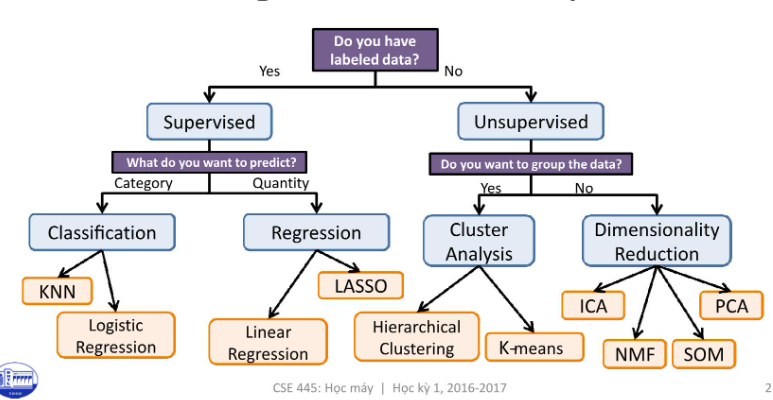 Do you have
labeled data?
Yes
No
Supervised
Unsupervised
What do you want to predict?
Do you want to group the data?
Category
Quantity
Yes
No
Classification
Regression
Cluster
Analysis
Dimensionality
Reduction
KNN
LASSO
ICA
PCA
Logistic
Regression
Linear
Regression
Hierarchical
Clustering
K-means
NMF
SOM
CSE 445: Học máy | Học kỳ 1, 2016-2017
2